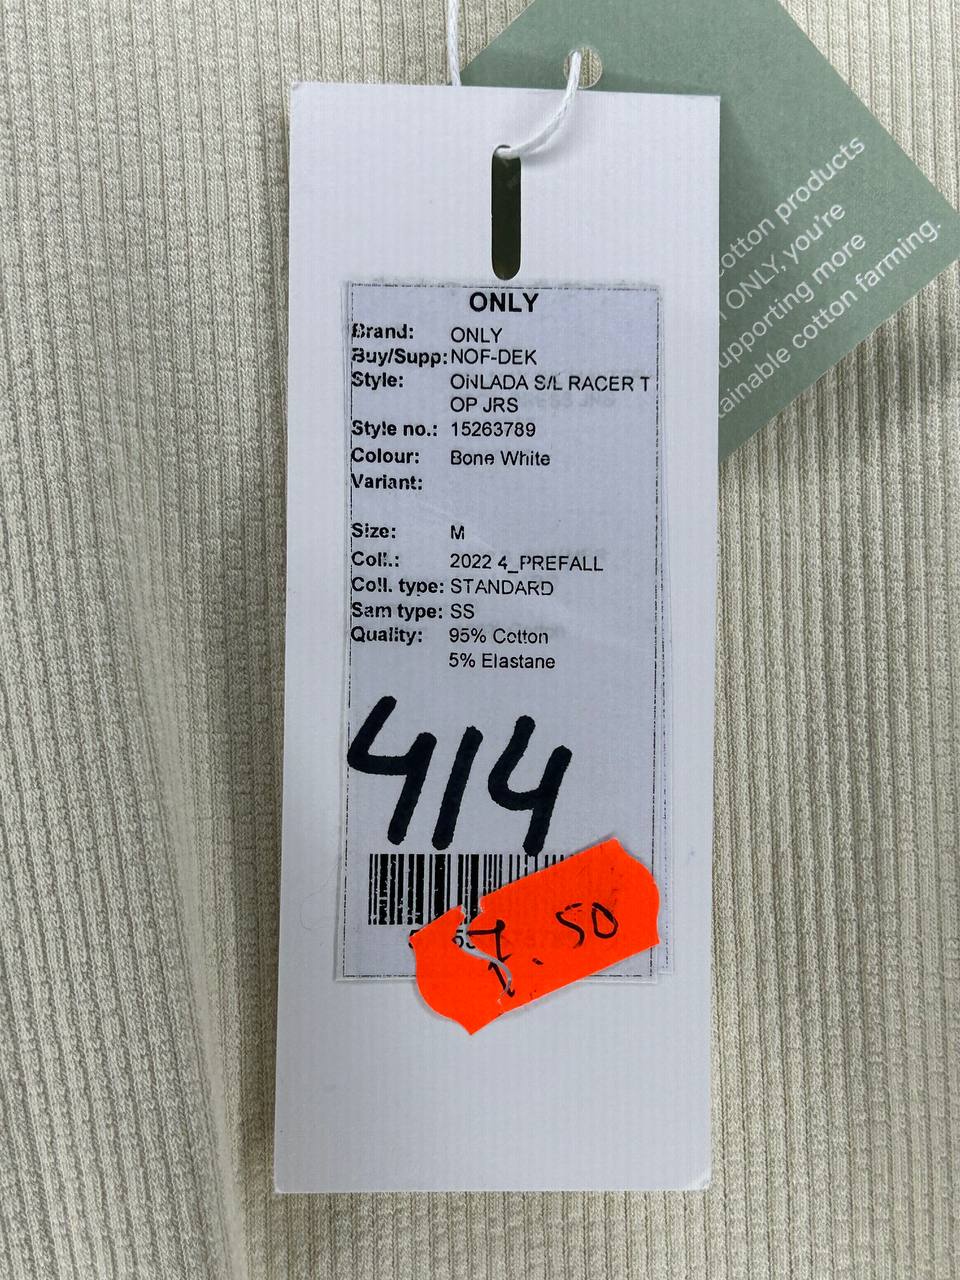 cotton products
ONLY, you're
supporting more
farming.
ONLY
Brand: ONLY
Buy/Supp: NOF-DEK
Style: ONLADA S/L RACER T
OP JRS
Style no.: 15263789
Colour: Bone White
Variant:
Size: M
Coll.: 2022 4_PREFALL
Coll. type: STANDARD
Sam type: SS
Quality: 95% Cotton
5% Elastane
414
50